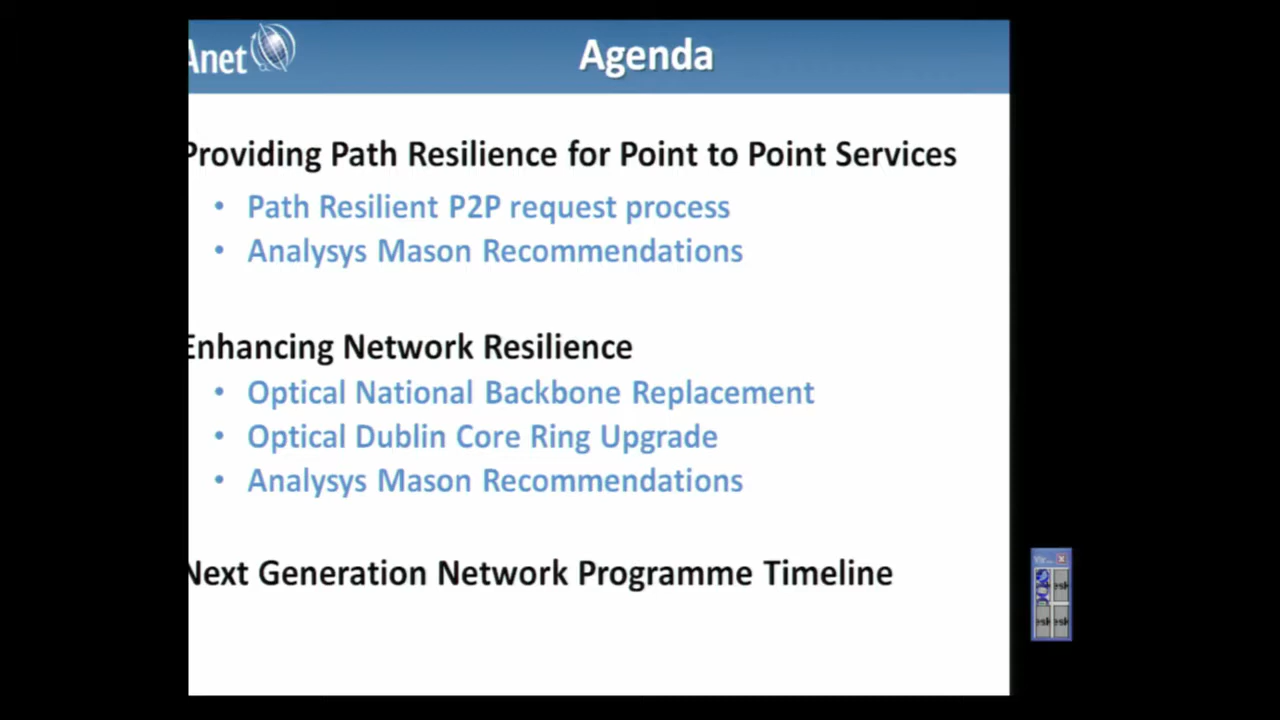 Anet
Agenda
Providing Path Resilience for Point to Point Services
• Path Resilient P2P request process
• Analysys Mason Recommendations
Enhancing Network Resilience
• Optical National Backbone Replacement
• Optical Dublin Core Ring Upgrade
• Analysys Mason Recommendations
Next Generation Network Programme Timeline